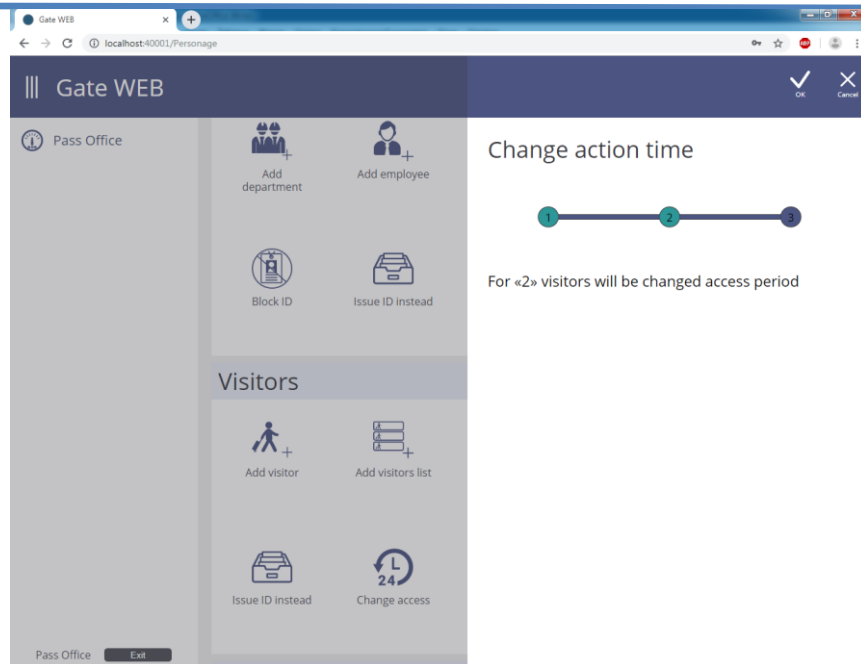 Gate WEB
localhost:40001/Personage
ABP
Gate WEB
OK
Cancel
Pass Office
Add
department
Add employee
Block ID
Issue ID instead
Visitors
Add visitor
Add visitors list
Issue ID instead
24
Change access
Pass Office
Exit
Change action time
1
2
3
For «2» visitors will be changed access period